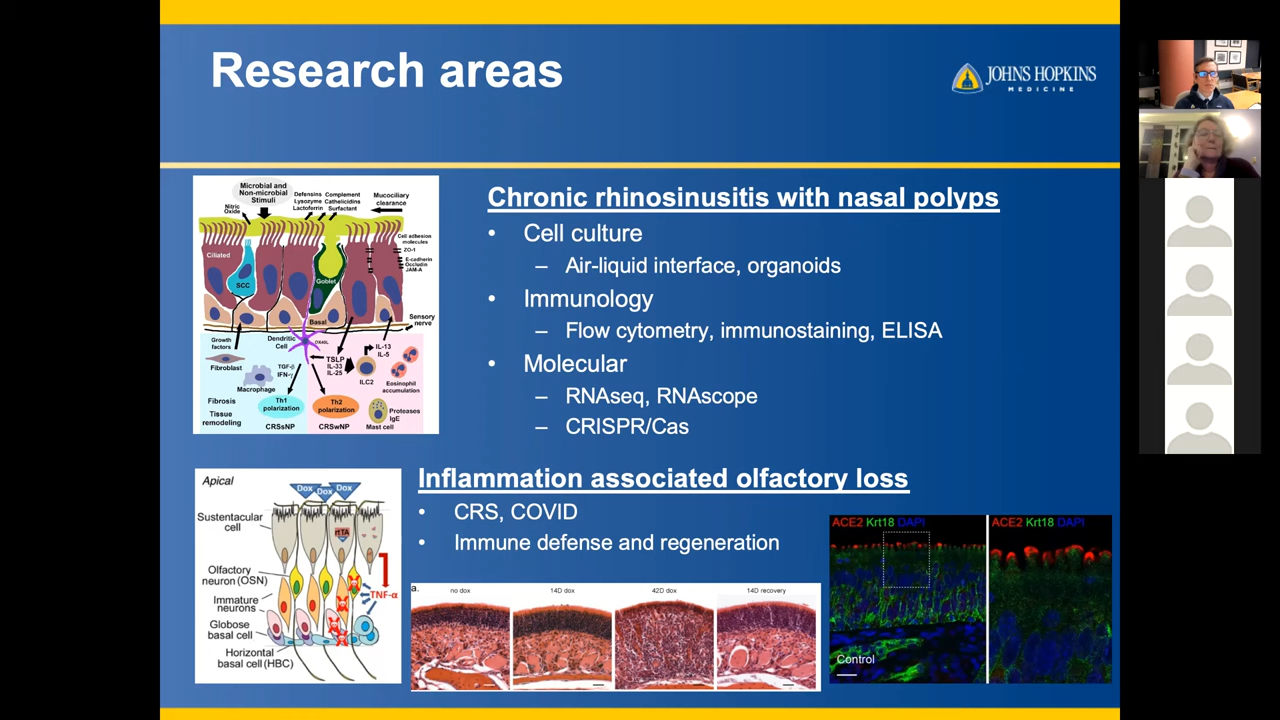 Research areas
JOHNS HOPKINS
MEDICINE
Microbial and
Non-microbial
Stimuli
Nitric
Oxide
Defensins
Lysozyme
Lactoferrin
Complement
Cathelicidins
Surfactant
Mucociliary
clearance
Cell adhesion
molecules
ZO-1
E-cadherin
Occludin
JAM-A
Ciliated
SCC
Goblet
Basal
Sensory
nerve
Growth
factors
Dendritic
Cell
OX40L
TSLP
IL-33
IL-25
IL-13
IL-5
ILC2
Eosinophil
accumulation
Fibroblast
Macrophage
TGF-β
IFN-γ
Fibrosis
Tissue
remodeling
Th1
polarization
Th2
polarization
Proteases
IgE
CRSsNP
CRSwNP
Mast cell
Chronic rhinosinusitis with nasal polyps
• Cell culture
– Air-liquid interface, organoids
• Immunology
– Flow cytometry, immunostaining, ELISA
• Molecular
– RNAseq, RNAscope
– CRISPR/Cas
Inflammation associated olfactory loss
• CRS, COVID
• Immune defense and regeneration
Apical
Dox
Dox
Dox
Sustentacular
cell
rtTA
Olfactory
neuron (OSN)
TNF-α
Immature
neurons
Globose
basal cell
Horizontal
basal cell (HBC)
a.
no dox
14D dox
42D dox
14D recovery
ACE2 Krt18 DAPI
ACE2 Krt18 DAPI
Control